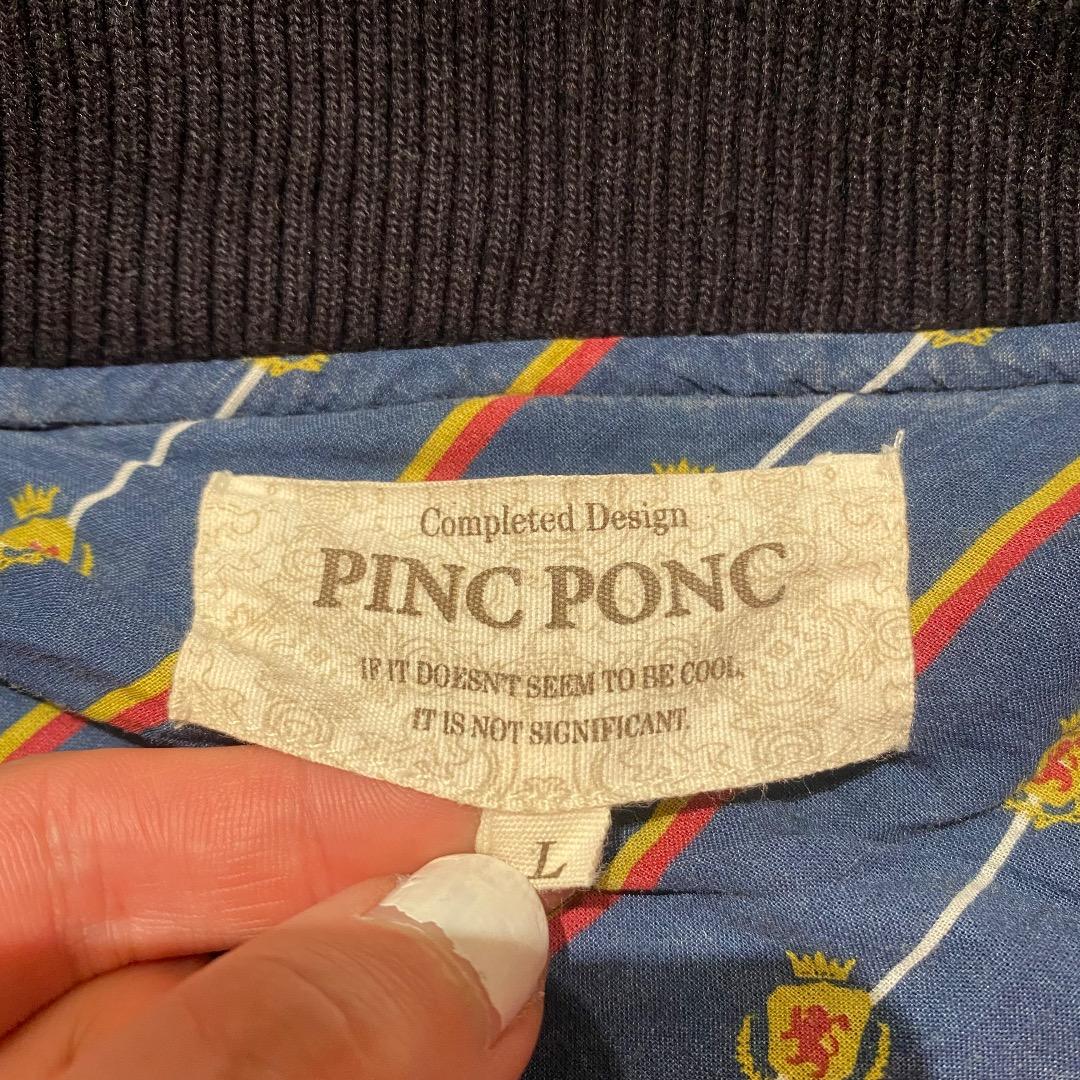 Completed Design
PINC PONC
IF IT DOESN'T SEEM TO BE COOL,
IT IS NOT SIGNIFICANT.
L